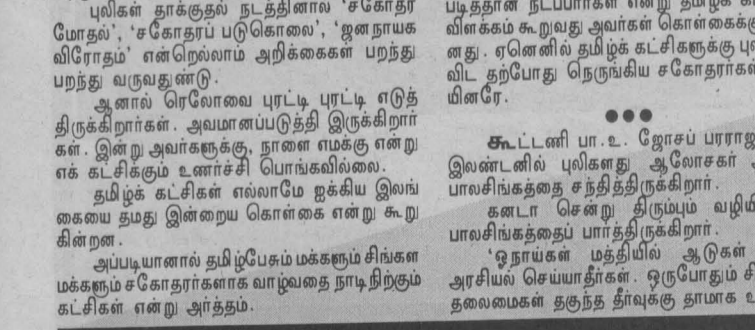 புலிகள் தாக்குதல் நடத்தினால் 'சகோதர
மோதல்', 'சகோதரப் படுகொலை', 'ஜனநாயக
விரோதம்' என்றெல்லாம் அறிக்கைகள் பறந்து
பறந்து வருவதுண்டு.
ஆனால் ரெலோவை புரட்டி புரட்டி எடுத்
திருக்கிறார்கள். அவமானப்படுத்தி இருக்கிறார்
கள். இன்று அவர்களுக்கு, நாளை எமக்கு என்று
எக் கட்சிக்கும் உணர்ச்சி பொங்கவில்லை.
தமிழ்க் கட்சிகள் எல்லாமே ஐக்கிய இலங்
கையை தமது இன்றைய கொள்கை என்று கூறு
கின்றன.
அப்படியானால் தமிழ்பேசும் மக்களும் சிங்கள
மக்களும் சகோதரர்களாக வாழ்வதை நாடி நிற்கும்
கட்சிகள் என்று அர்த்தம்.
நடப்பார்கள் என்று
விளக்கம் கூறுவது அவர்கள்
னது. ஏனெனில் தமிழ்க் கட்சிகளுக்கு
விட தற்போது நெருங்கிய
மினரே.
கூட்டணி பா.உ. ஜோசப்
இலண்டனில் புலிகளது ஆலோசகர்
பாலசிங்கத்தை சந்தித்திருக்கிறார்.
கனடா சென்று திரும்பும்
பாலசிங்கத்தைப் பார்த்திருக்கிறார்.
'ஓநாய்கள் மத்தியில் ஆடுகள்
அரசியல் செய்யாதீர்கள். ஒருபோதும்
தலைமைகள் தகுந்த தீர்வுக்கு தாமாக